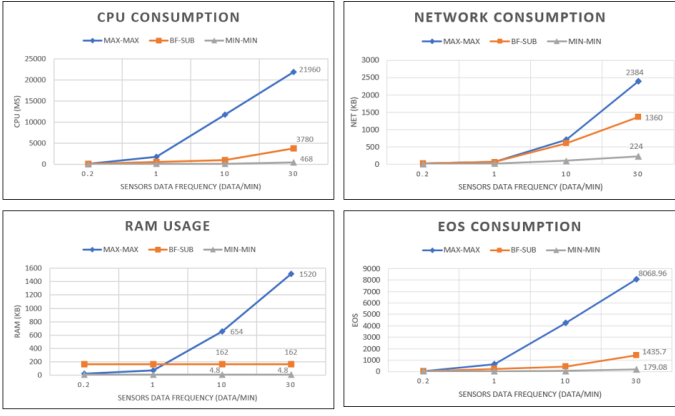 CPU CONSUMPTION
MAX-MAX BF-SUB MIN-MIN
25000
20000
15000
10000
5000
0
CPU (MS)
21960
3780
468
0.2 1 10 30
SENSORS DATA FREQUENCY (DATA/MIN)
NETWORK CONSUMPTION
MAX-MAX BF-SUB MIN-MIN
3000
2500
2000
1500
1000
500
0
NET (KB)
2384
1360
224
0.2 1 10 30
SENSORS DATA FREQUENCY (DATA/MIN)
RAM USAGE
MAX-MAX BF-SUB MIN-MIN
1600
1400
1200
1000
800
600
400
200
0
RAM (KB)
1520
654
162 162
4.8 4.8
0.2 1 10 30
SENSORS DATA FREQUENCY (DATA/MIN)
EOS CONSUMPTION
MAX-MAX BF-SUB MIN-MIN
9000
8000
7000
6000
5000
4000
3000
2000
1000
0
EOS
8068.96
1435.7
179.08
0.2 1 10 30
SENSORS DATA FREQUENCY (DATA/MIN)